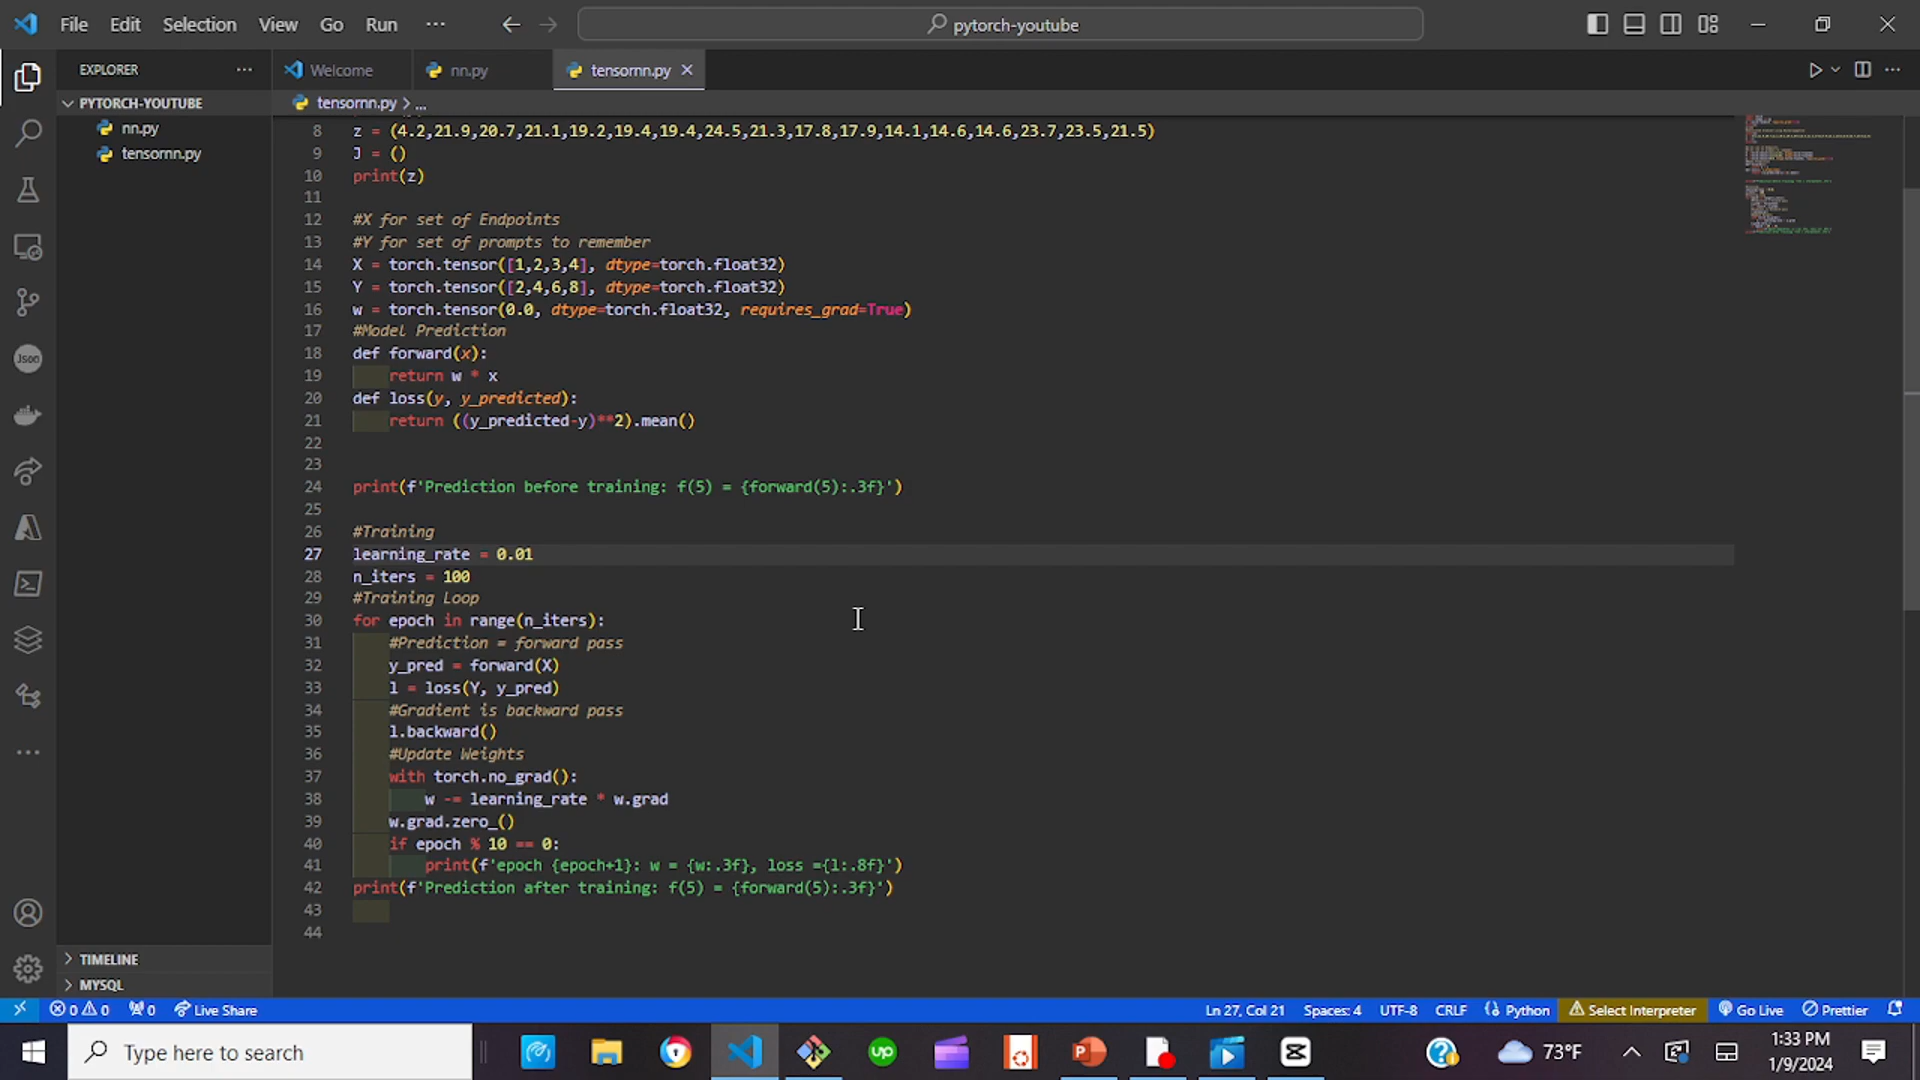 File Edit Selection View Go Run ··· pytorch-youtube
EXPLORER ···
PYTORCH-YOUTUBE
nn.py
tensornn.py
TIMELINE
MYSQL
Welcome nn.py tensornn.py
tensornn.py > ...
8 z = (4.2,21.9,20.7,21.1,19.2,19.4,19.4,24.5,21.3,17.8,17.9,14.1,14.6,14.6,23.7,23.5,21.5)
9 J = ()
10 print(z)
11
12 #X for set of Endpoints
13 #Y for set of prompts to remember
14 X = torch.tensor([1,2,3,4], dtype=torch.float32)
15 Y = torch.tensor([2,4,6,8], dtype=torch.float32)
16 w = torch.tensor(0.0, dtype=torch.float32, requires_grad=True)
17 #Model Prediction
18 def forward(x):
19     return w * x
20 def loss(y, y_predicted):
21     return ((y_predicted-y)**2).mean()
22
23
24 print(f'Prediction before training: f(5) = {forward(5):.3f}')
25
26 #Training
27 learning_rate = 0.01
28 n_iters = 100
29 #Training Loop
30 for epoch in range(n_iters):
31     #Prediction = forward pass
32     y_pred = forward(X)
33     l = loss(Y, y_pred)
34     #Gradient is backward pass
35     l.backward()
36     #Update Weights
37     with torch.no_grad():
38         w -= learning_rate * w.grad
39     w.grad.zero_()
40     if epoch % 10 == 0:
41         print(f'epoch {epoch+1}: w = {w:.3f}, loss ={l:.8f}')
42 print(f'Prediction after training: f(5) = {forward(5):.3f}')
43
44
Json
0 0 0 Live Share Ln 27, Col 21 Spaces: 4 UTF-8 CRLF Python Select Interpreter Go Live Prettier
Type here to search up P 73°F 1:33 PM
1/9/2024